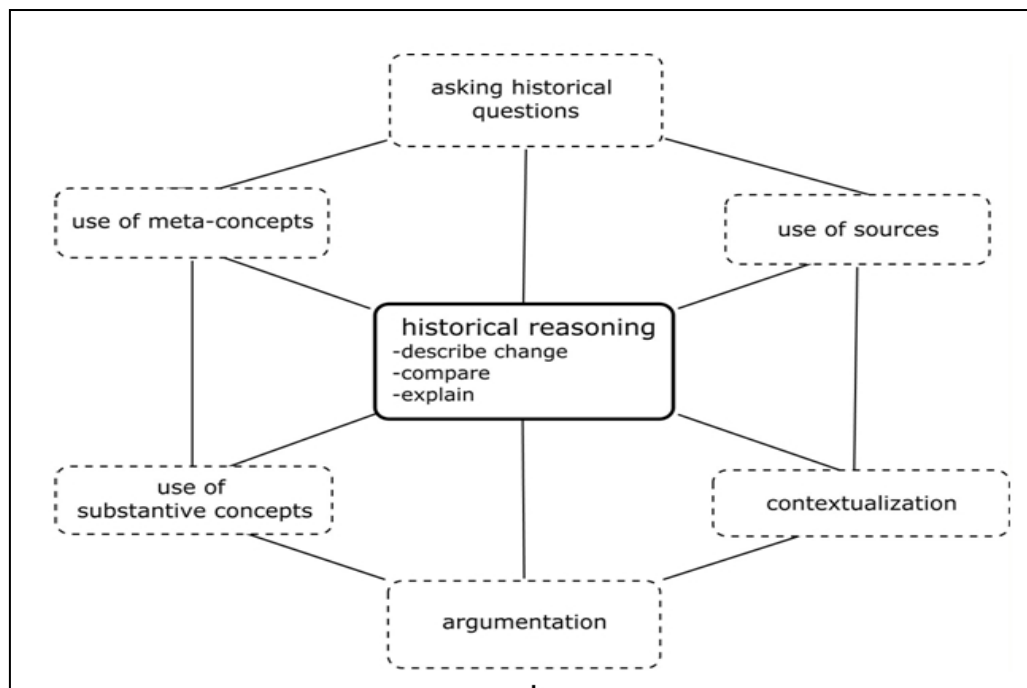 asking historical
questions
use of meta-concepts
use of sources
historical reasoning
-describe change
-compare
-explain
use of
substantive concepts
contextualization
argumentation